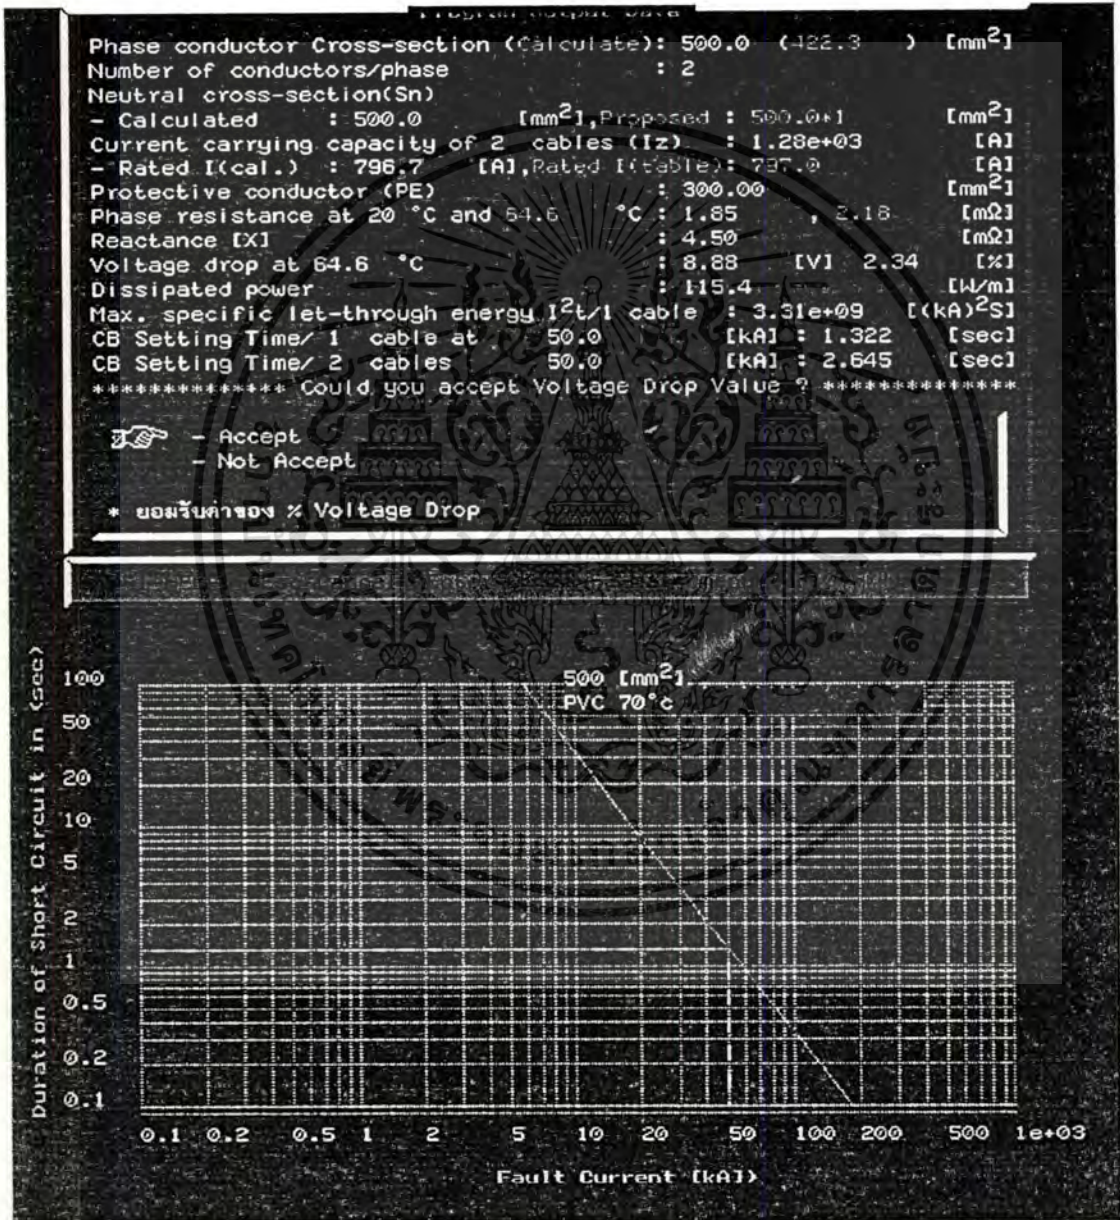 Program Output Data
Phase conductor Cross-section (Calculate): 500.0 (422.3 ) [mm2]
Number of conductors/phase : 2
Neutral cross-section(Sn)
- Calculated : 500.0 [mm2],Proposed : 500.0*1 [mm2]
Current carrying capacity of 2 cables (Iz) : 1.28e+03 [A]
- Rated I(cal.) : 796.7 [A],Rated I(table): [A]
Protective conductor (PE) : 300.00 [mm2]
Phase resistance at 20 °C and 64.6 °C : 1.85 , 2.18 [mΩ]
Reactance [X] : 4.50 [mΩ]
Voltage drop at 64.6 °C : 8.88 [V] 2.34 [%]
Dissipated power : 115.4 [W/m]
Max. specific let-through energy I2t/1 cable : 3.31e+09 [(kA)2S]
CB Setting Time/ 1 cable at 50.0 [kA] : 1.322 [sec]
CB Setting Time/ 2 cables 50.0 [kA] : 2.645 [sec]
************* Could you accept Voltage Drop Value ? *************
- Accept
- Not Accept
* ยอมรับค่าของ % Voltage Drop
500 [mm2]
PVC 70°c
Duration of Short Circuit in (sec)
100
50
20
10
5
2
1
0.5
0.2
0.1
0.1 0.2 0.5 1 2 5 10 20 50 100 200 500 1e+03
Fault Current [kA])